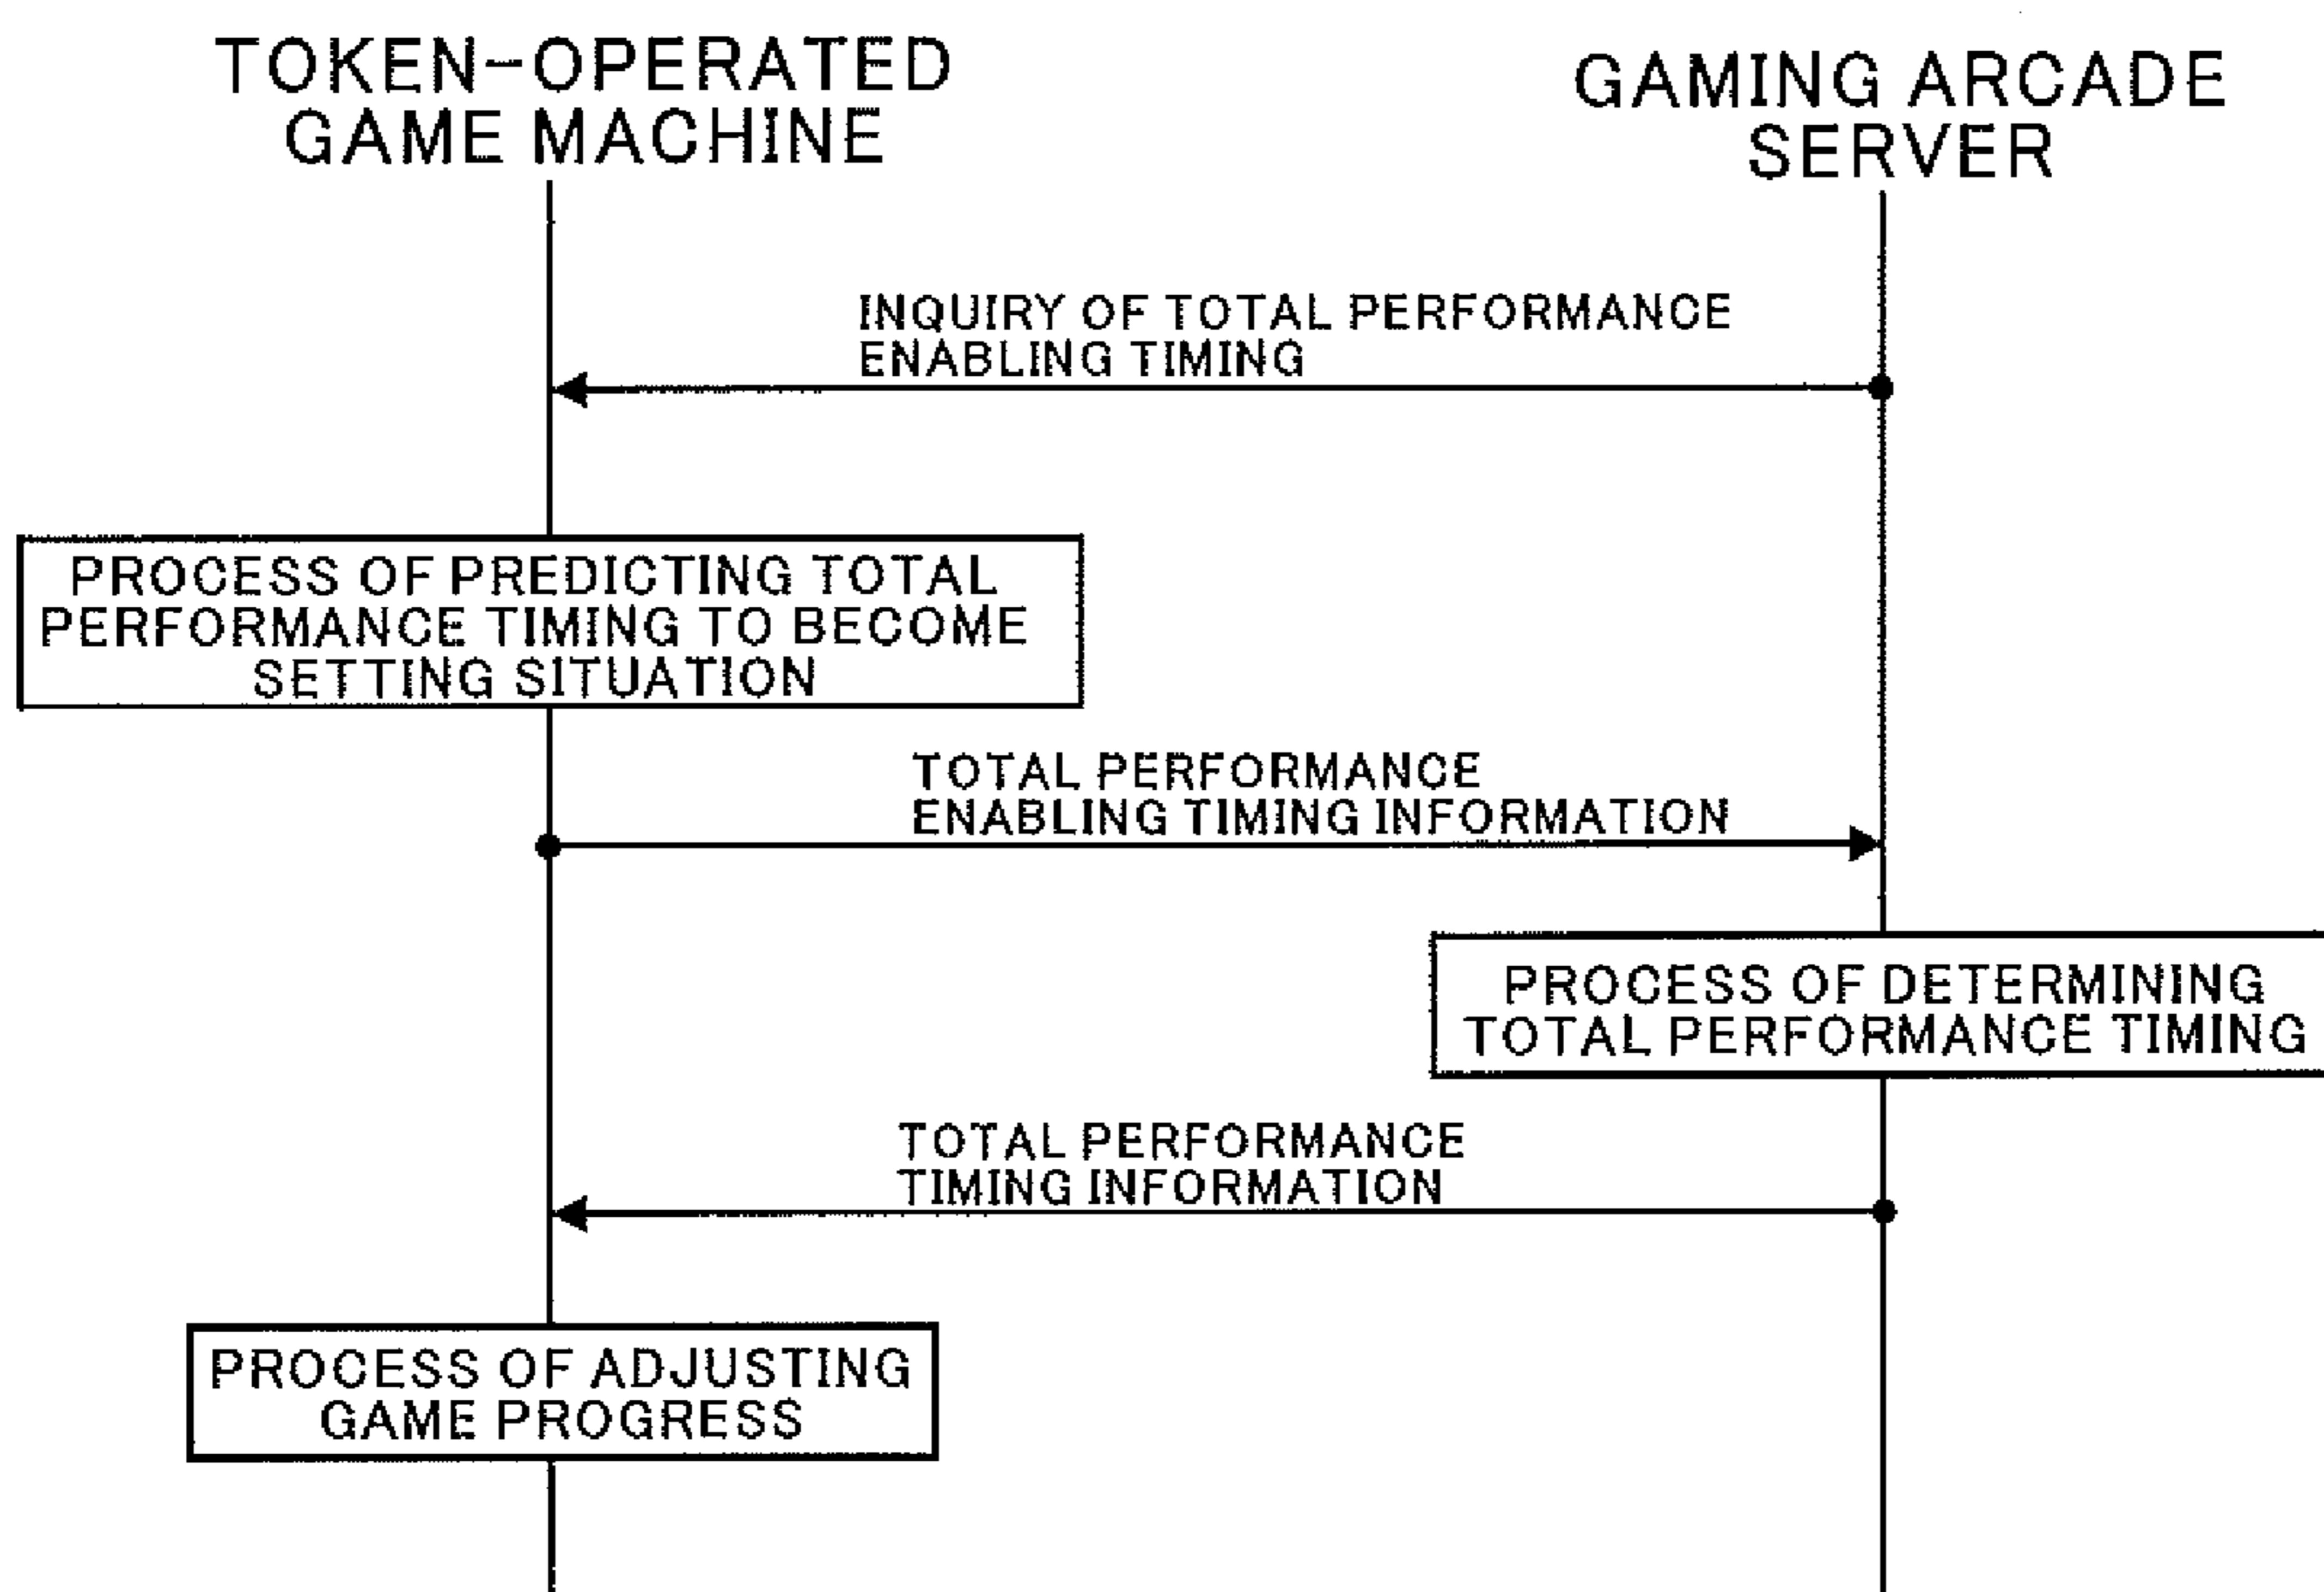 TOKEN-OPERATED
GAME MACHINE
GAMING ARCADE
SERVER
INQUIRY OF TOTAL PERFORMANCE
ENABLING TIMING
PROCESS OF PREDICTING TOTAL
PERFORMANCE TIMING TO BECOME
SETTING SITUATION
TOTAL PERFORMANCE
ENABLING TIMING INFORMATION
PROCESS OF DETERMINING
TOTAL PERFORMANCE TIMING
TOTAL PERFORMANCE
TIMING INFORMATION
PROCESS OF ADJUSTING
GAME PROGRESS